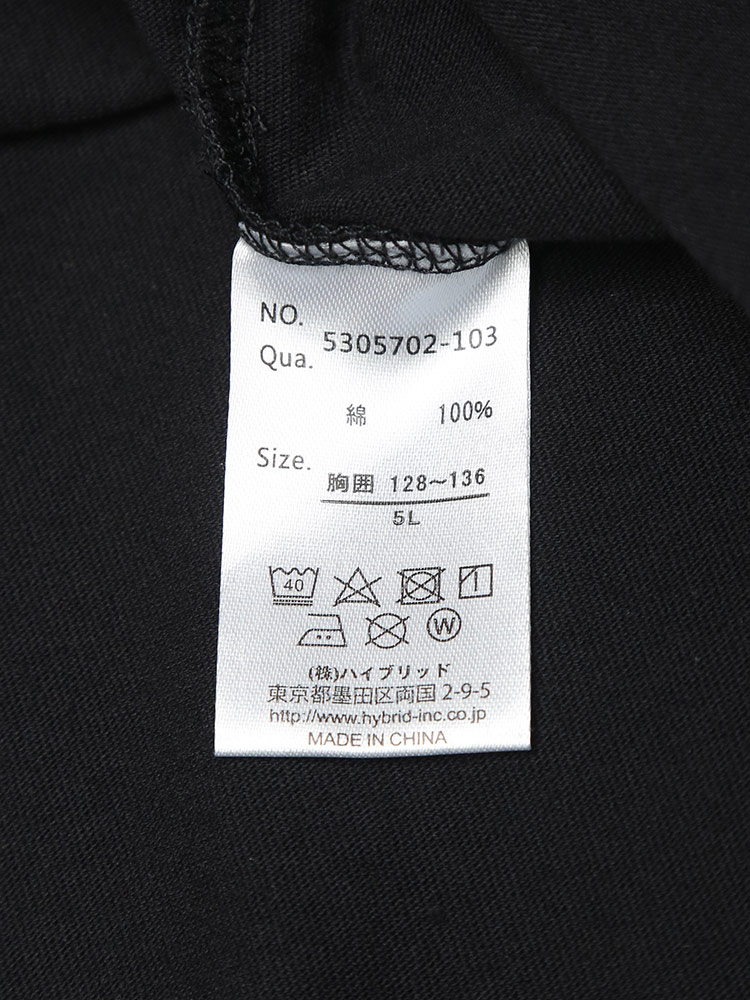 NO.
5305702-103
Qua.
綿 100%
Size.
胸囲 128～136
5L
40
W
(株)ハイブリッド
東京都墨田区両国2-9-5
http://www.hybrid-inc.co.jp
MADE IN CHINA